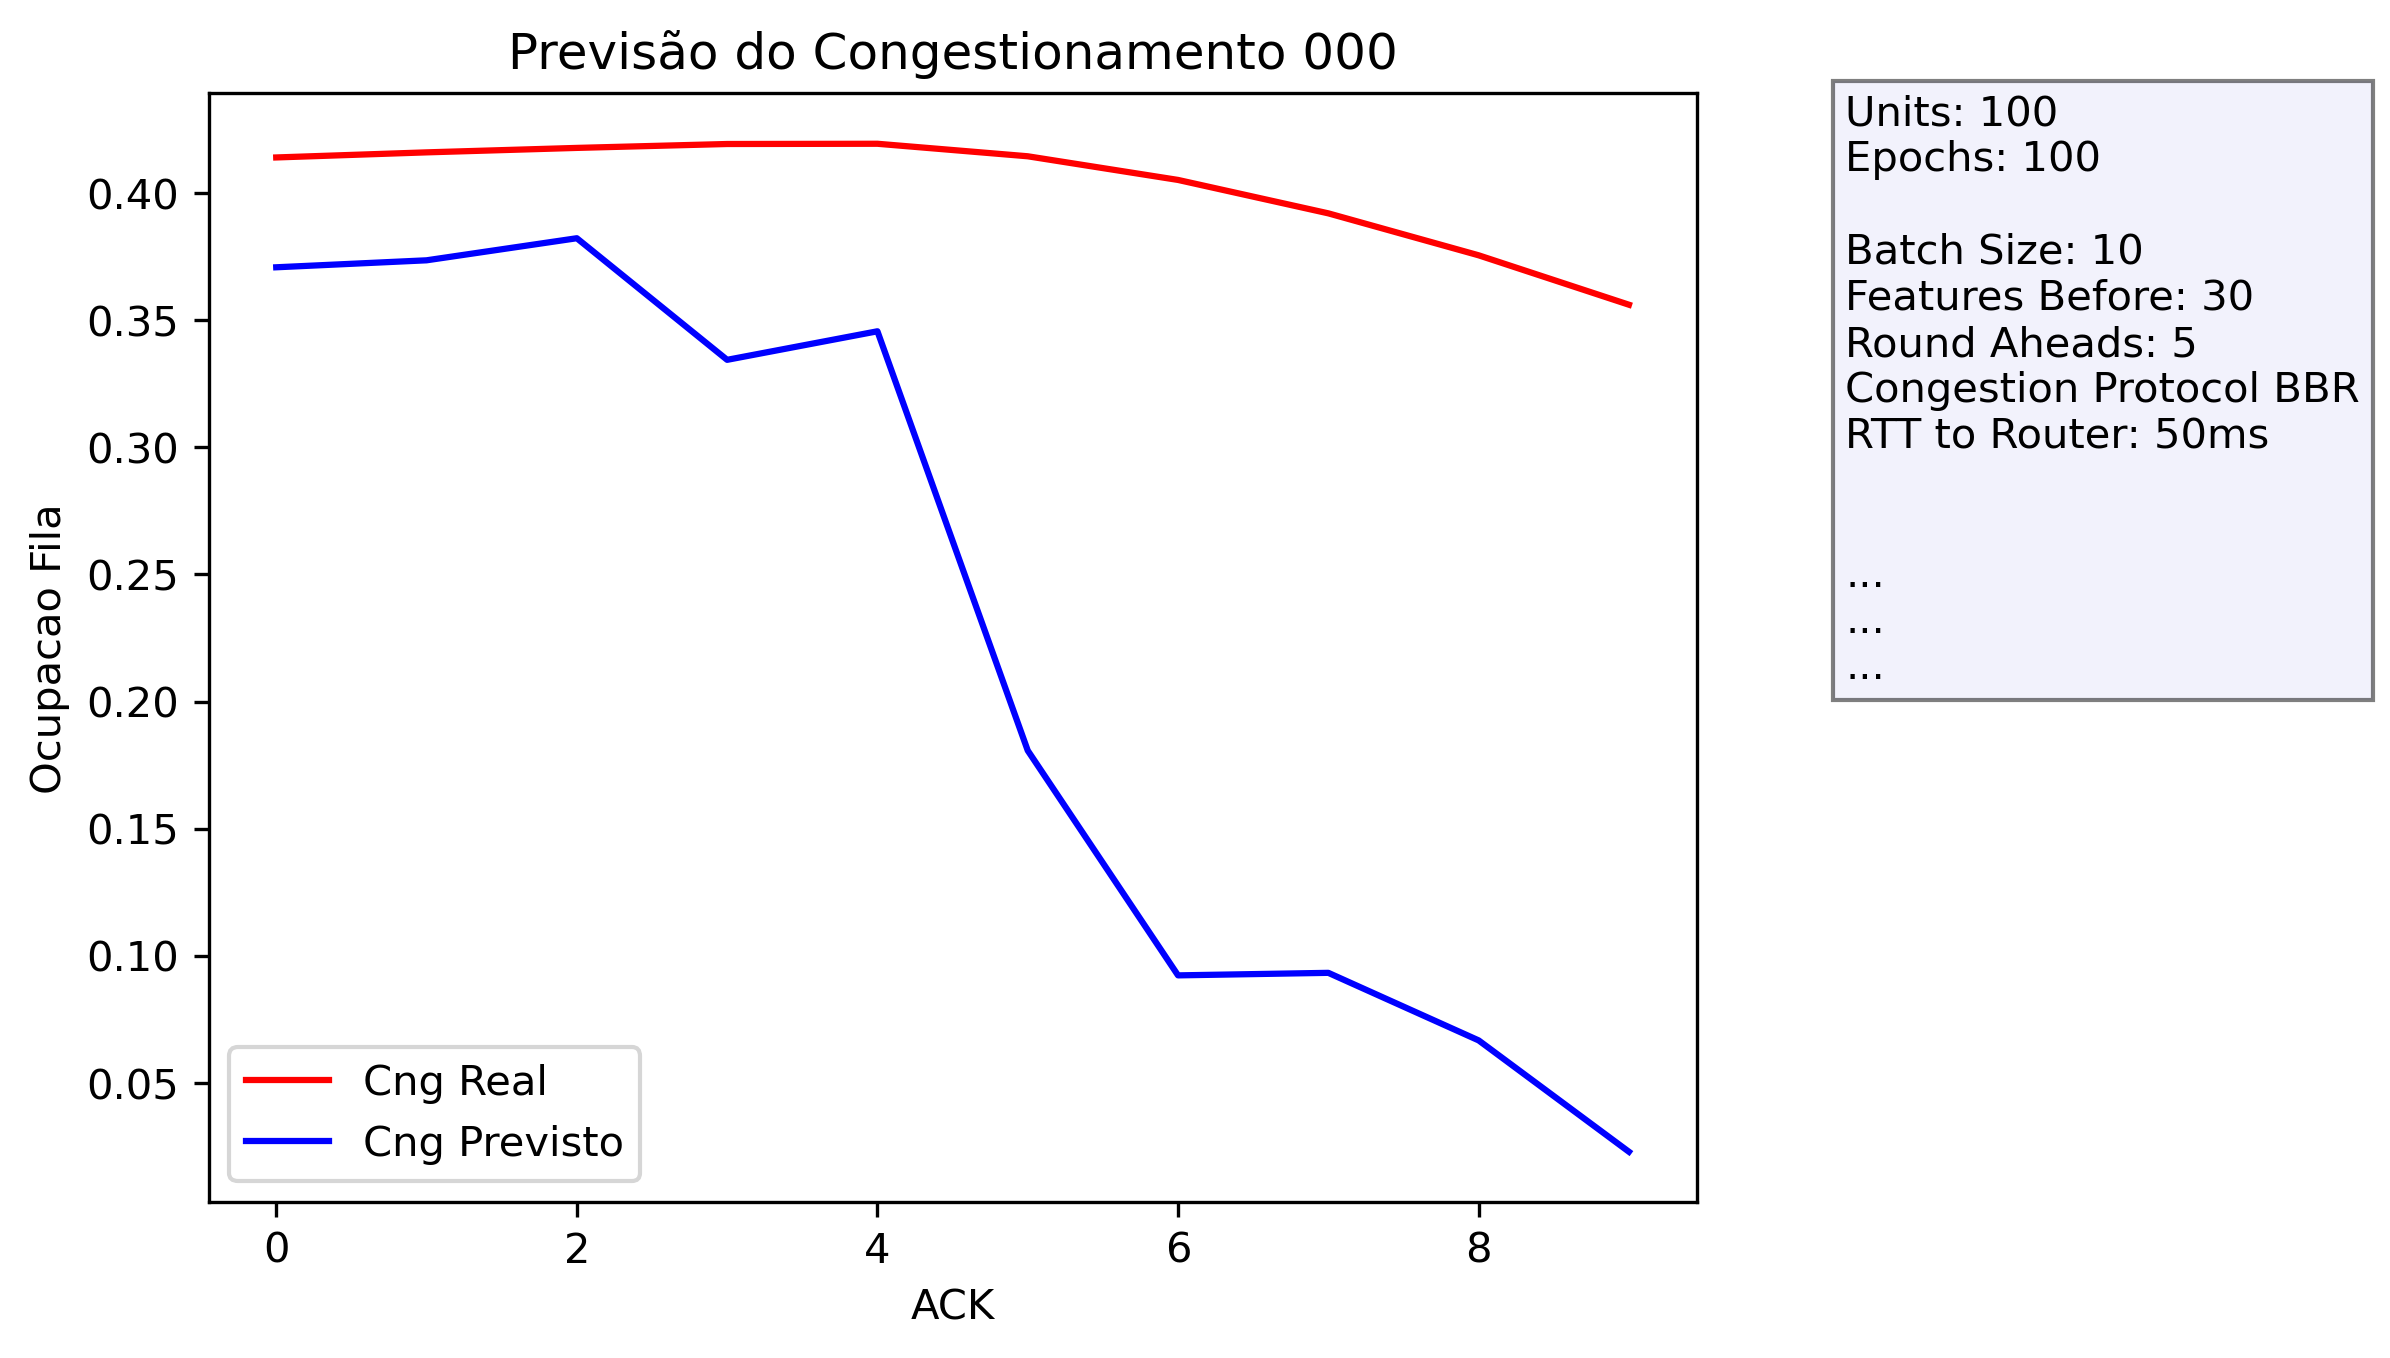 Previsão do Congestionamento 000
Units: 100
Epochs: 100
Batch Size: 10
Features Before: 30
Round Aheads: 5
Congestion Protocol BBR
RTT to Router: 50ms
...
...
...
Ocupacao Fila
0.40
0.35
0.30
0.25
0.20
0.15
0.10
0.05
Cng Real
Cng Previsto
0 2 4 6 8
ACK